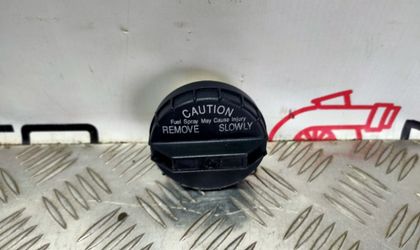 CAUTION
Fuel Spray May Cause Injury
REMOVE SLOWLY